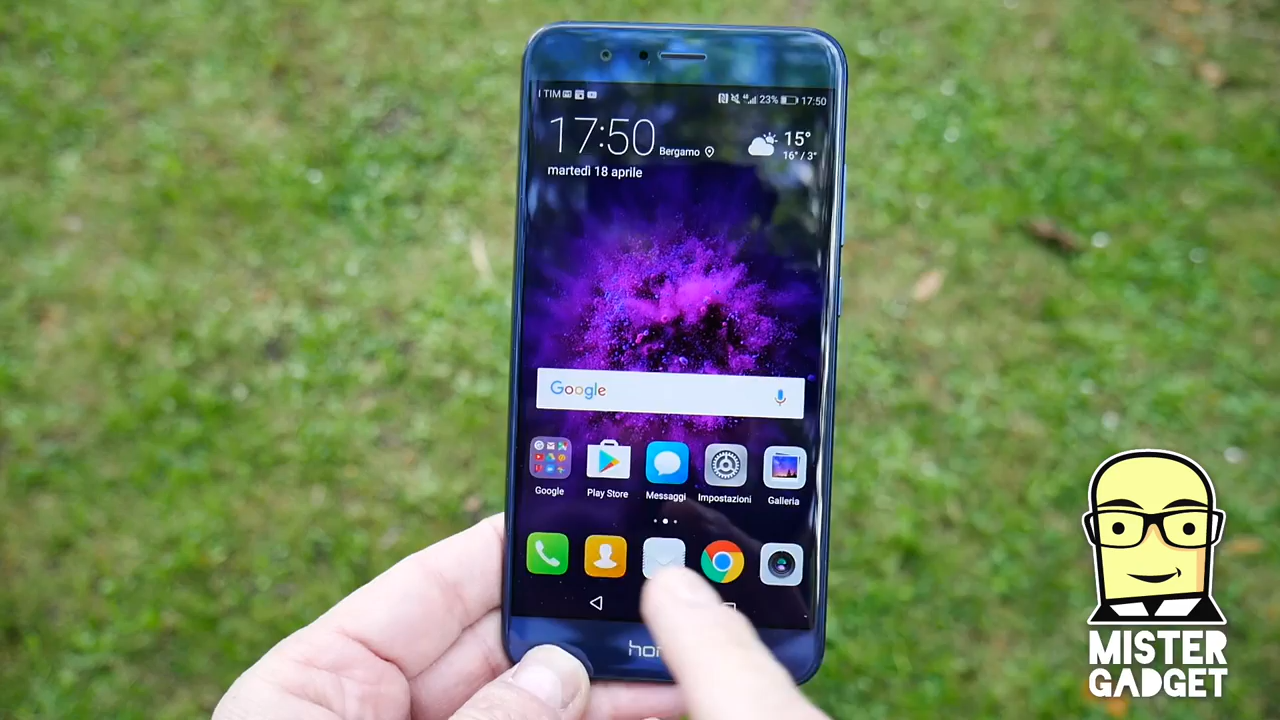 I TIM
23% 17:50
17:50
Bergamo
15°
16° / 3°
martedì 18 aprile
Google
Google
Play Store
Messaggi
Impostazioni
Galleria
MISTER
GADGET